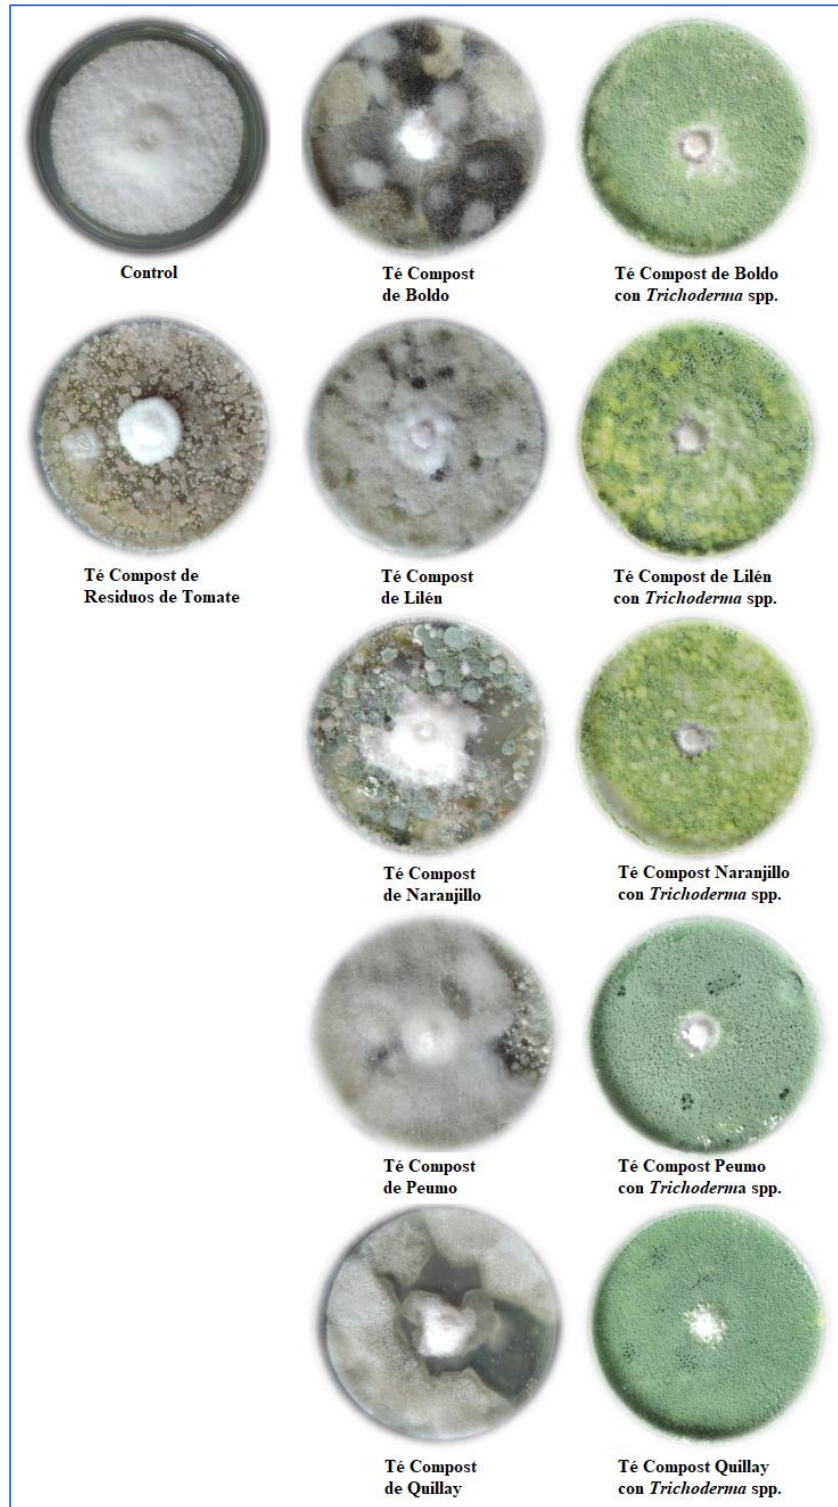 Control
Té Compost
de Boldo
Té Compost de Boldo
con Trichoderma spp.
Té Compost de
Residuos de Tomate
Té Compost
de Lilén
Té Compost de Lilén
con Trichoderma spp.
Té Compost
de Naranjillo
Té Compost Naranjillo
con Trichoderma spp.
Té Compost
de Peumo
Té Compost Peumo
con Trichoderma spp.
Té Compost
de Quillay
Té Compost Quillay
con Trichoderma spp.